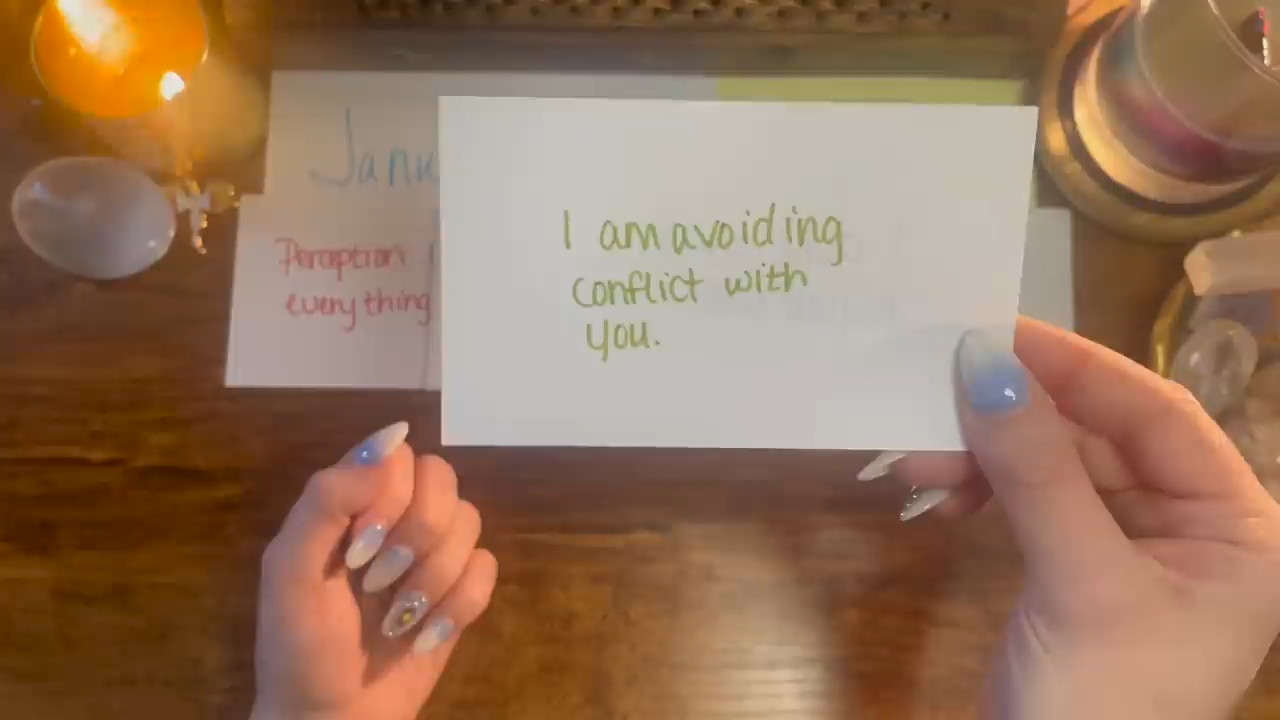 Janu
Perception
everything
I am avoiding
conflict with
you.